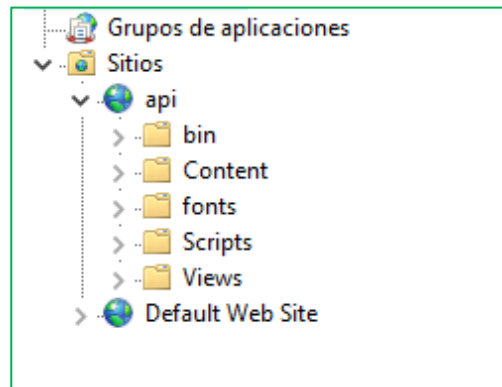 Grupos de aplicaciones
Sitios
api
bin
Content
fonts
Scripts
Views
Default Web Site